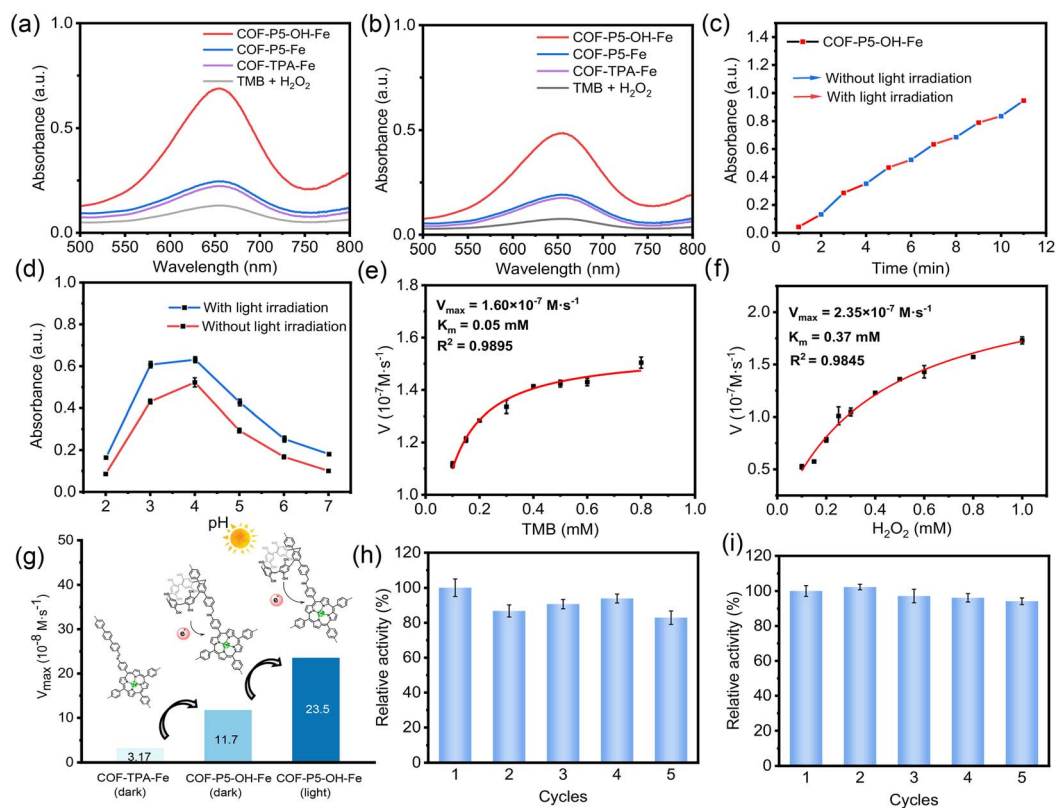 (a)
COF-P5-OH-Fe
COF-P5-Fe
COF-TPA-Fe
TMB + H₂O₂
Absorbance (a.u.)
0.0
0.5
1.0
500 550 600 650 700 750 800
Wavelength (nm)
(b)
COF-P5-OH-Fe
COF-P5-Fe
COF-TPA-Fe
TMB + H₂O₂
Absorbance (a.u.)
0.0
0.5
1.0
500 550 600 650 700 750 800
Wavelength (nm)
(c)
COF-P5-OH-Fe
Without light irradiation
With light irradiation
Absorbance (a.u.)
1.4
1.2
1.0
0.8
0.6
0.4
0.2
0.0
0 2 4 6 8 10 12
Time (min)
(d)
With light irradiation
Without light irradiation
Absorbance (a.u.)
1.0
0.8
0.6
0.4
0.2
0.0
2 3 4 5 6 7
pH
(e)
Vmax = 1.60×10⁻⁷ M·s⁻¹
Km = 0.05 mM
R² = 0.9895
V (10⁻⁷M·s⁻¹)
1.8
1.6
1.4
1.2
1.0
0.0 0.2 0.4 0.6 0.8 1.0
TMB (mM)
(f)
Vmax = 2.35×10⁻⁷ M·s⁻¹
Km = 0.37 mM
R² = 0.9845
V (10⁻⁷M·s⁻¹)
2.0
1.5
1.0
0.5
0.0 0.2 0.4 0.6 0.8 1.0
H₂O₂ (mM)
(g)
Vmax (10⁻⁸ M·s⁻¹)
50
40
30
20
10
0
3.17
11.7
23.5
COF-TPA-Fe
(dark)
COF-P5-OH-Fe
(dark)
COF-P5-OH-Fe
(light)
(h)
Relative activity (%)
120
100
80
60
40
20
0
1 2 3 4 5
Cycles
(i)
Relative activity (%)
120
100
80
60
40
20
0
1 2 3 4 5
Cycles